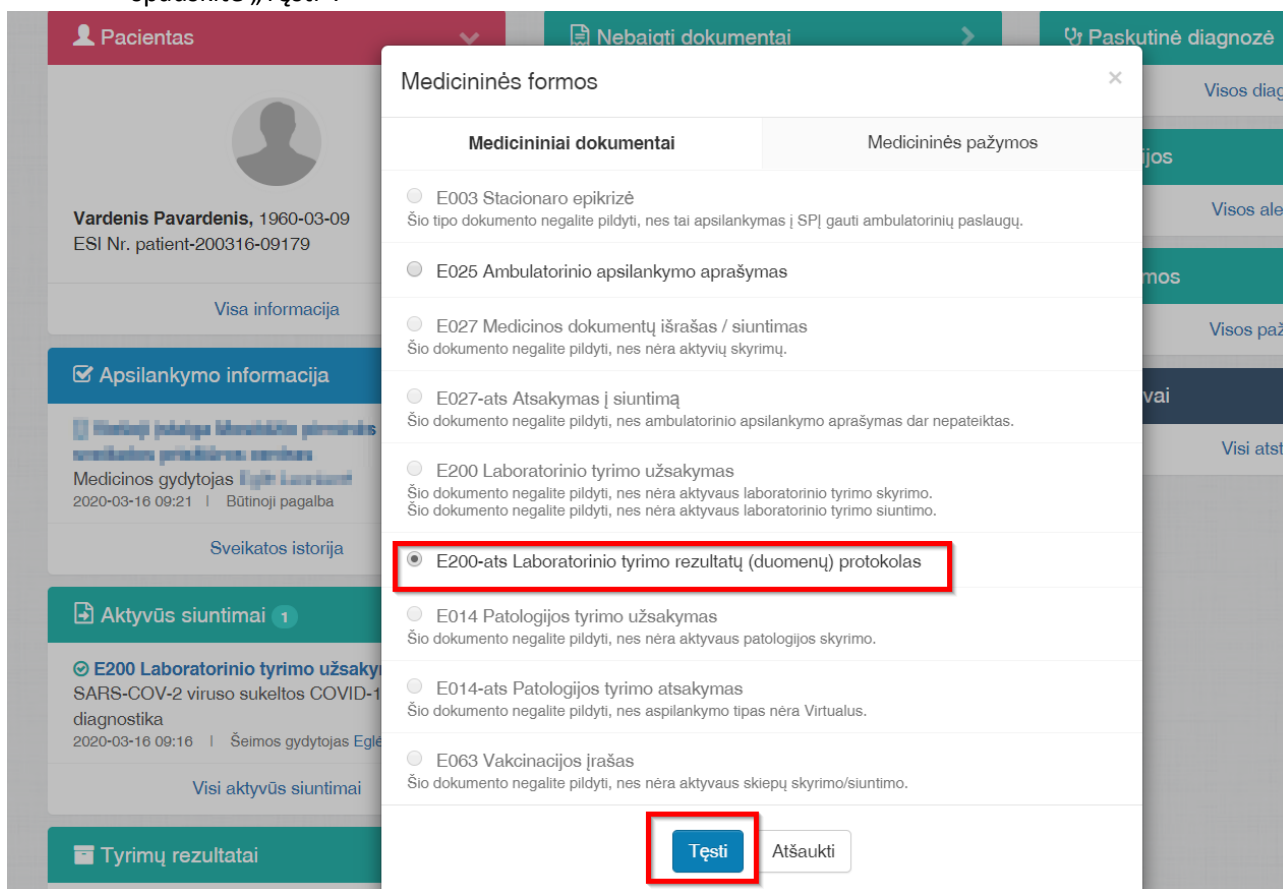 spauskite „Tęsti“.
Pacientas
Vardenis Pavardenis, 1960-03-09
ESI Nr. patient-200316-09179
Visa informacija
Apsilankymo informacija
Medicinos gydytojas
2020-03-16 09:21 | Būtinoji pagalba
Sveikatos istorija
Aktyvūs siuntimai 1
E200 Laboratorinio tyrimo užsaky
SARS-COV-2 viruso sukeltos COVID-1
diagnostika
2020-03-16 09:16 | Šeimos gydytojas Eglė
Visi aktyvūs siuntimai
Tyrimų rezultatai
Nebaigti dokumentai
Medicininės formos
×
Medicininiai dokumentai
Medicininės pažymos
E003 Stacionaro epikrizė
Šio tipo dokumento negalite pildyti, nes tai apsilankymas į SPĮ gauti ambulatorinių paslaugų.
E025 Ambulatorinio apsilankymo aprašymas
E027 Medicinos dokumentų išrašas / siuntimas
Šio dokumento negalite pildyti, nes nėra aktyvių skyrimų.
E027-ats Atsakymas į siuntimą
Šio dokumento negalite pildyti, nes ambulatorinio apsilankymo aprašymas dar nepateiktas.
E200 Laboratorinio tyrimo užsakymas
Šio dokumento negalite pildyti, nes nėra aktyvaus laboratorinio tyrimo skyrimo.
Šio dokumento negalite pildyti, nes nėra aktyvaus laboratorinio tyrimo siuntimo.
E200-ats Laboratorinio tyrimo rezultatų (duomenų) protokolas
E014 Patologijos tyrimo užsakymas
Šio dokumento negalite pildyti, nes nėra aktyvaus patologijos skyrimo.
E014-ats Patologijos tyrimo atsakymas
Šio dokumento negalite pildyti, nes aspilankymo tipas nėra Virtualus.
E063 Vakcinacijos įrašas
Šio dokumento negalite pildyti, nes nėra aktyvaus skiepų skyrimo/siuntimo.
Tęsti
Atšaukti
Paskutinė diagnozė
Visos diag
ijos
Visos ale
mos
Visos paž
vai
Visi atst